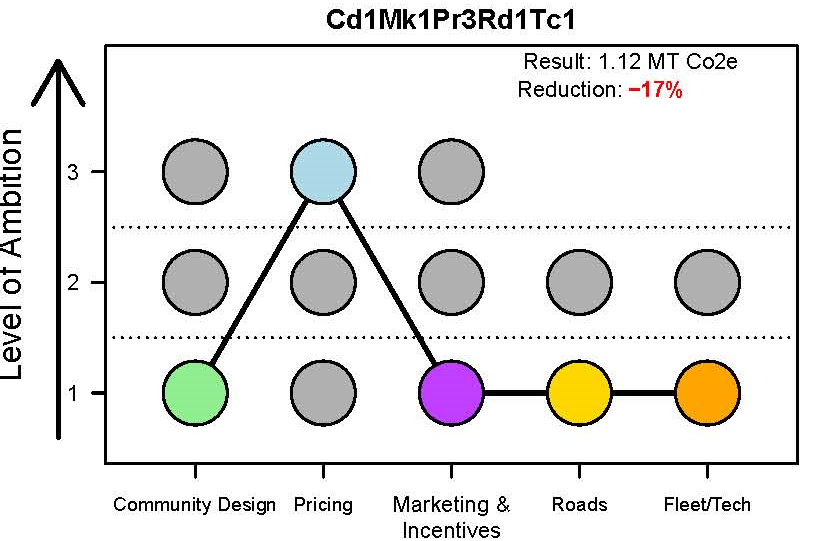 Cd1Mk1Pr3Rd1Tc1
Result: 1.12 MT Co2e
Reduction: −17%
Level of Ambition
3
2
1
Community Design
Pricing
Marketing &
Incentives
Roads
Fleet/Tech